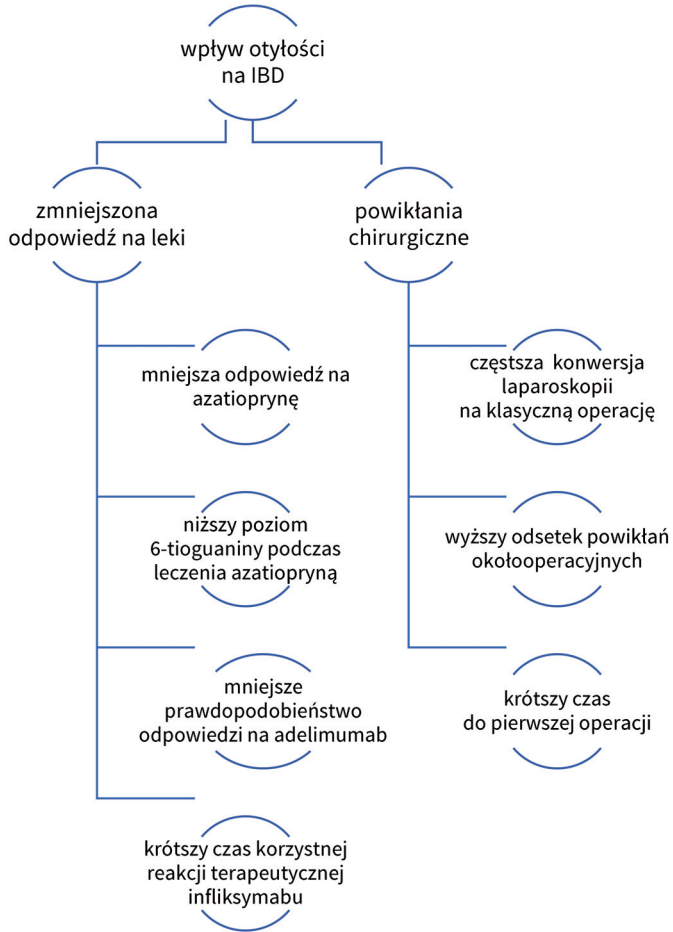 wpływ otyłości
na IBD
zmniejszona
odpowiedź na leki
powikłania
chirurgiczne
mniejsza odpowiedź na
azatioprynę
niższy poziom
6-tioguaniny podczas
leczenia azatiopryną
mniejsze
prawdopodobieństwo
odpowiedzi na adelimumab
krótszy czas korzystnej
reakcji terapeutycznej
infliksymabu
częstsza konwersja
laparoskopii
na klasyczną operację
wyższy odsetek powikłań
okołooperacyjnych
krótszy czas
do pierwszej operacji